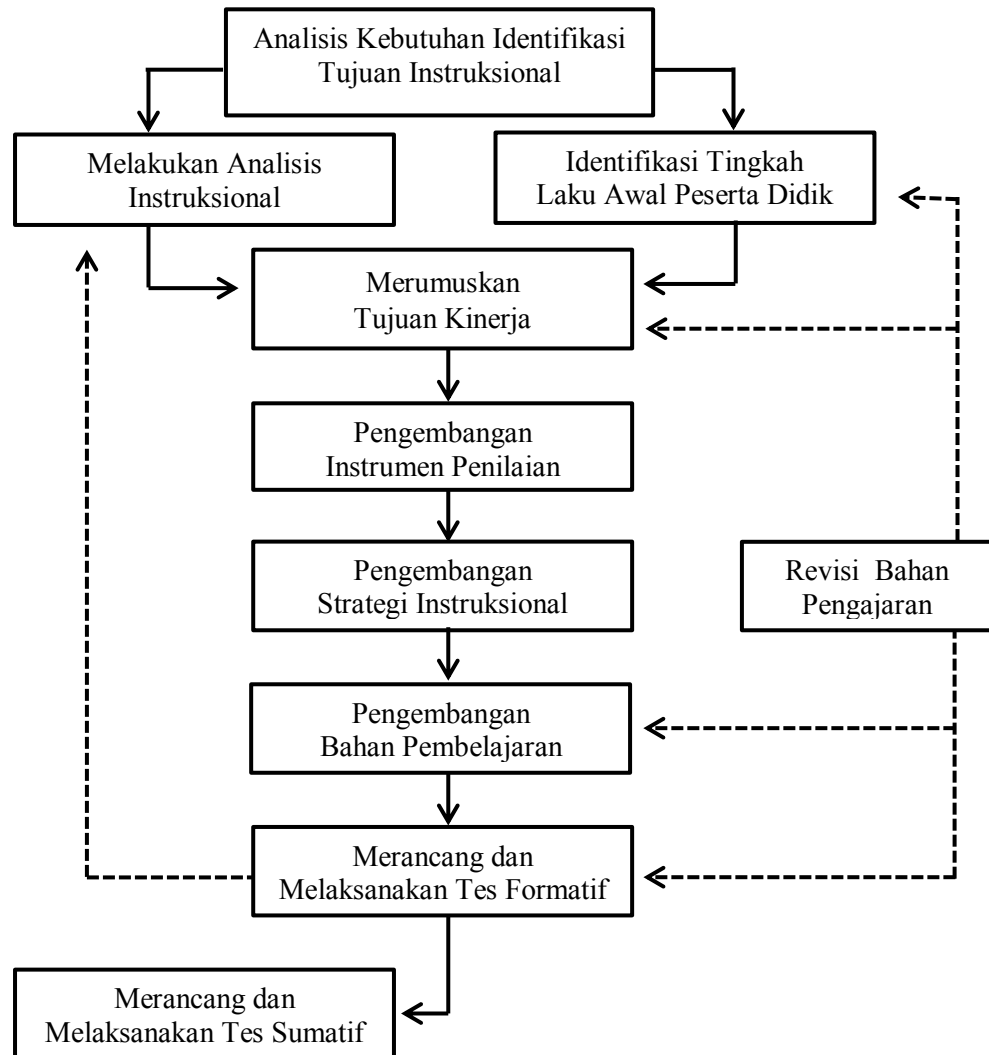 Analisis Kebutuhan Identifikasi
Tujuan Instruksional
Melakukan Analisis
Instruksional
Identifikasi Tingkah
Laku Awal Peserta Didik
Merumuskan
Tujuan Kinerja
Pengembangan
Instrumen Penilaian
Pengembangan
Strategi Instruksional
Revisi Bahan
Pengajaran
Pengembangan
Bahan Pembelajaran
Merancang dan
Melaksanakan Tes Formatif
Merancang dan
Melaksanakan Tes Sumatif